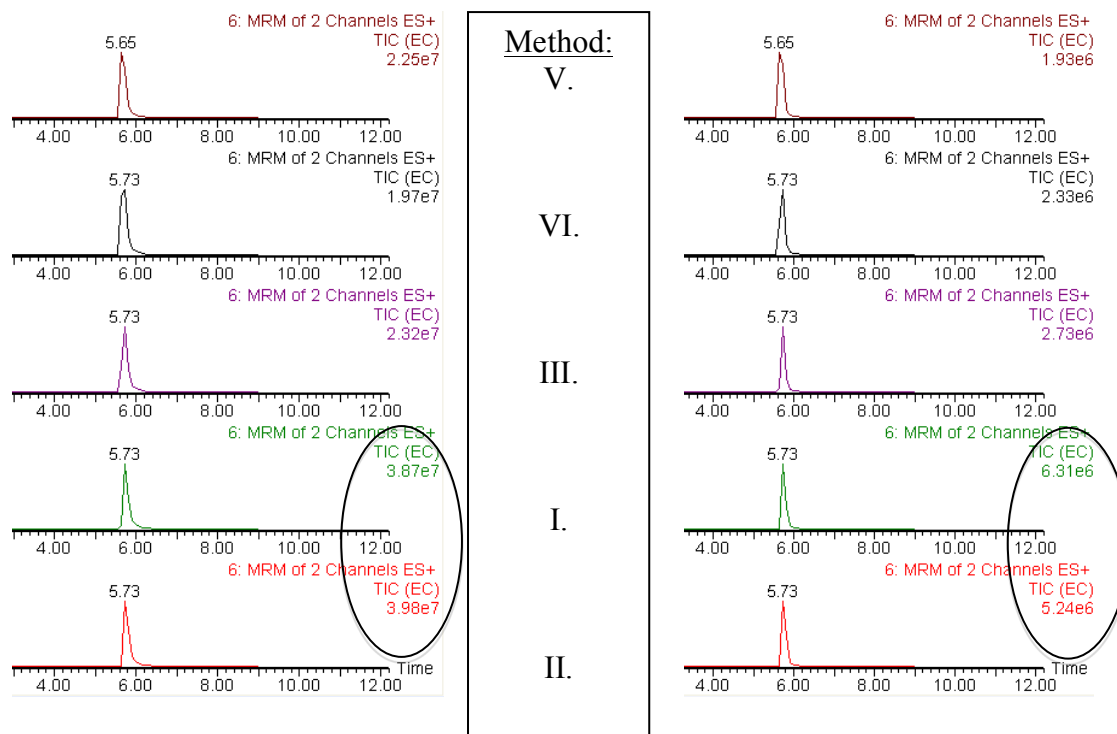 6: MRM of 2 Channels ES+
TIC (EC)
2.25e7
5.65
4.00 6.00 8.00 10.00 12.00
6: MRM of 2 Channels ES+
TIC (EC)
1.97e7
5.73
4.00 6.00 8.00 10.00 12.00
6: MRM of 2 Channels ES+
TIC (EC)
2.32e7
5.73
4.00 6.00 8.00 10.00 12.00
6: MRM of 2 Channels ES+
TIC (EC)
3.87e7
5.73
4.00 6.00 8.00 10.00 12.00
6: MRM of 2 Channels ES+
TIC (EC)
3.98e7
5.73
Time
4.00 6.00 8.00 10.00 12.00
Method:
V.
VI.
III.
I.
II.
6: MRM of 2 Channels ES+
TIC (EC)
1.93e6
5.65
4.00 6.00 8.00 10.00 12.00
6: MRM of 2 Channels ES+
TIC (EC)
2.33e6
5.73
4.00 6.00 8.00 10.00 12.00
6: MRM of 2 Channels ES+
TIC (EC)
2.73e6
5.73
4.00 6.00 8.00 10.00 12.00
6: MRM of 2 Channels ES+
TIC (EC)
6.31e6
5.73
4.00 6.00 8.00 10.00 12.00
6: MRM of 2 Channels ES+
TIC (EC)
5.24e6
5.73
Time
4.00 6.00 8.00 10.00 12.00